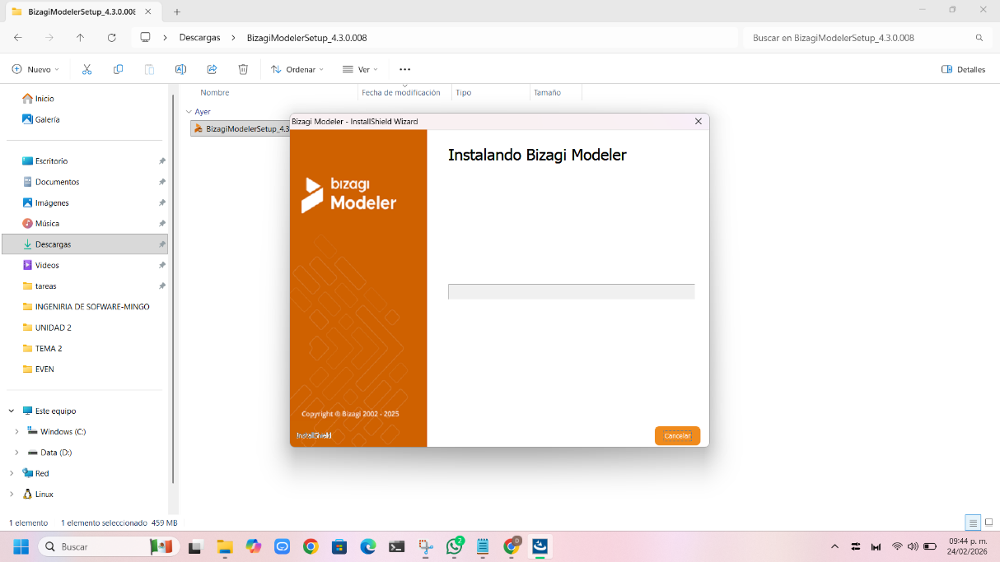 BizagiModelerSetup_4.3.0.008
Descargas
BizagiModelerSetup_4.3.0.008
Buscar en BizagiModelerSetup_4.3.0.008
Nuevo
Ordenar
Ver
Detalles
Inicio
Galería
Escritorio
Documentos
Imágenes
Música
Descargas
Videos
tareas
INGENIRIA DE SOFWARE-MINGO
UNIDAD 2
TEMA 2
EVEN
Este equipo
Windows (C:)
Data (D:)
Red
Linux
Nombre
Fecha de modificación
Tipo
Tamaño
Ayer
BizagiModelerSetup_4.3
Bizagi Modeler - InstallShield Wizard
bizagi
Modeler
Copyright © Bizagi 2002 - 2025
InstallShield
Instalando Bizagi Modeler
Cancelar
1 elemento
1 elemento seleccionado 459 MB
Buscar
2
0
09:44 p. m.
24/02/2026